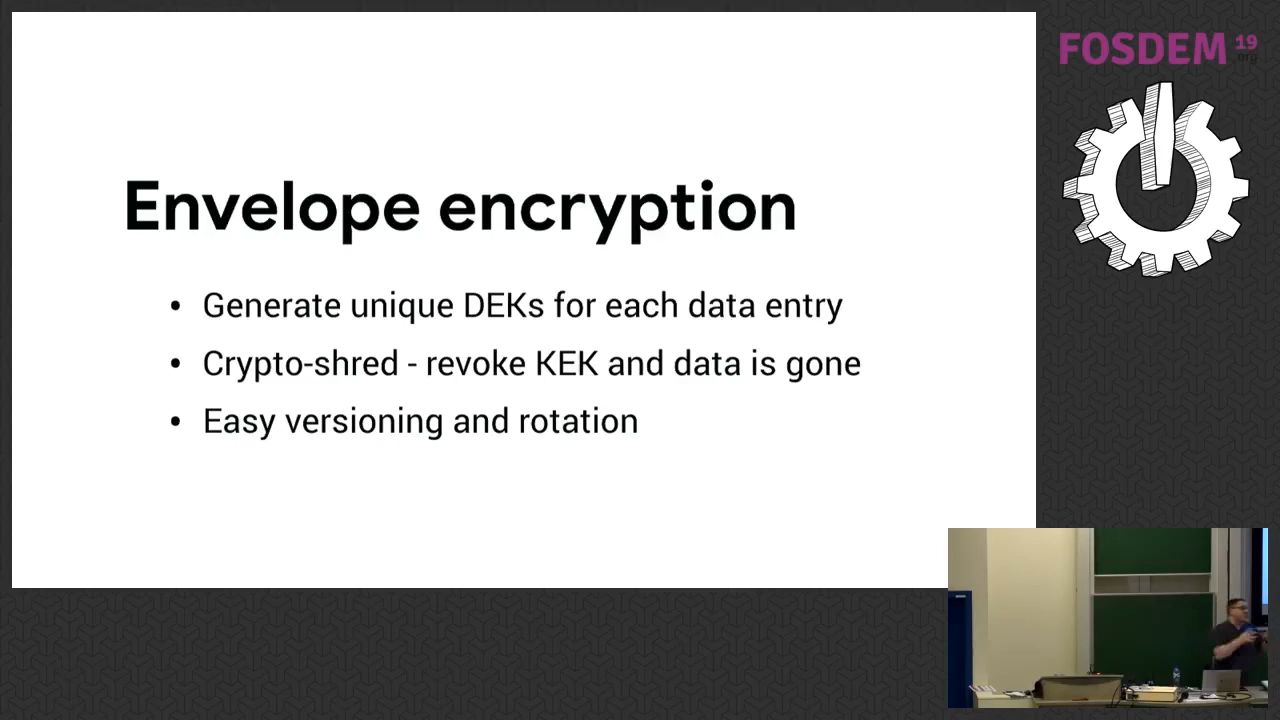 FOSDEM 19
.org
Envelope encryption
• Generate unique DEKs for each data entry
• Crypto-shred - revoke KEK and data is gone
• Easy versioning and rotation